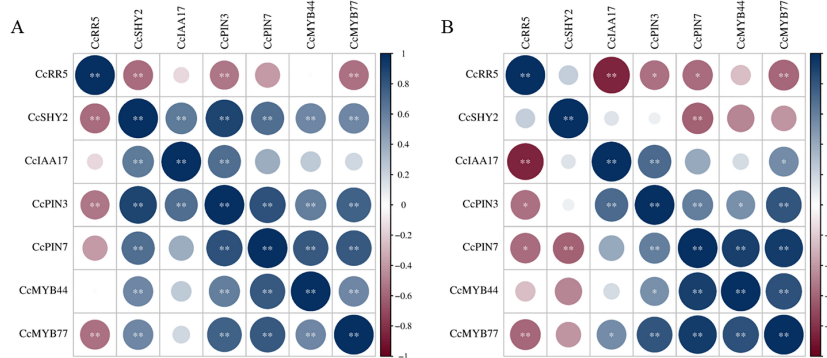 A
CcRR5 CcSHY2 CcIAA17 CcPIN3 CcPIN7 CcMYB44 CcMYB77
CcRR5 ** ** ** **
CcSHY2 ** ** ** ** ** ** **
CcIAA17 ** ** **
CcPIN3 ** ** ** ** ** ** **
CcPIN7 ** ** ** ** **
CcMYB44 ** ** ** ** **
CcMYB77 ** ** ** ** ** **
1
0.8
0.6
0.4
0.2
0
−0.2
−0.4
−0.6
−0.8
−1
B
CcRR5 CcSHY2 CcIAA17 CcPIN3 CcPIN7 CcMYB44 CcMYB77
CcRR5 ** ** * * **
CcSHY2 ** **
CcIAA17 ** ** ** *
CcPIN3 * ** ** ** * **
CcPIN7 * ** ** ** ** **
CcMYB44 * ** ** **
CcMYB77 ** * ** ** ** **